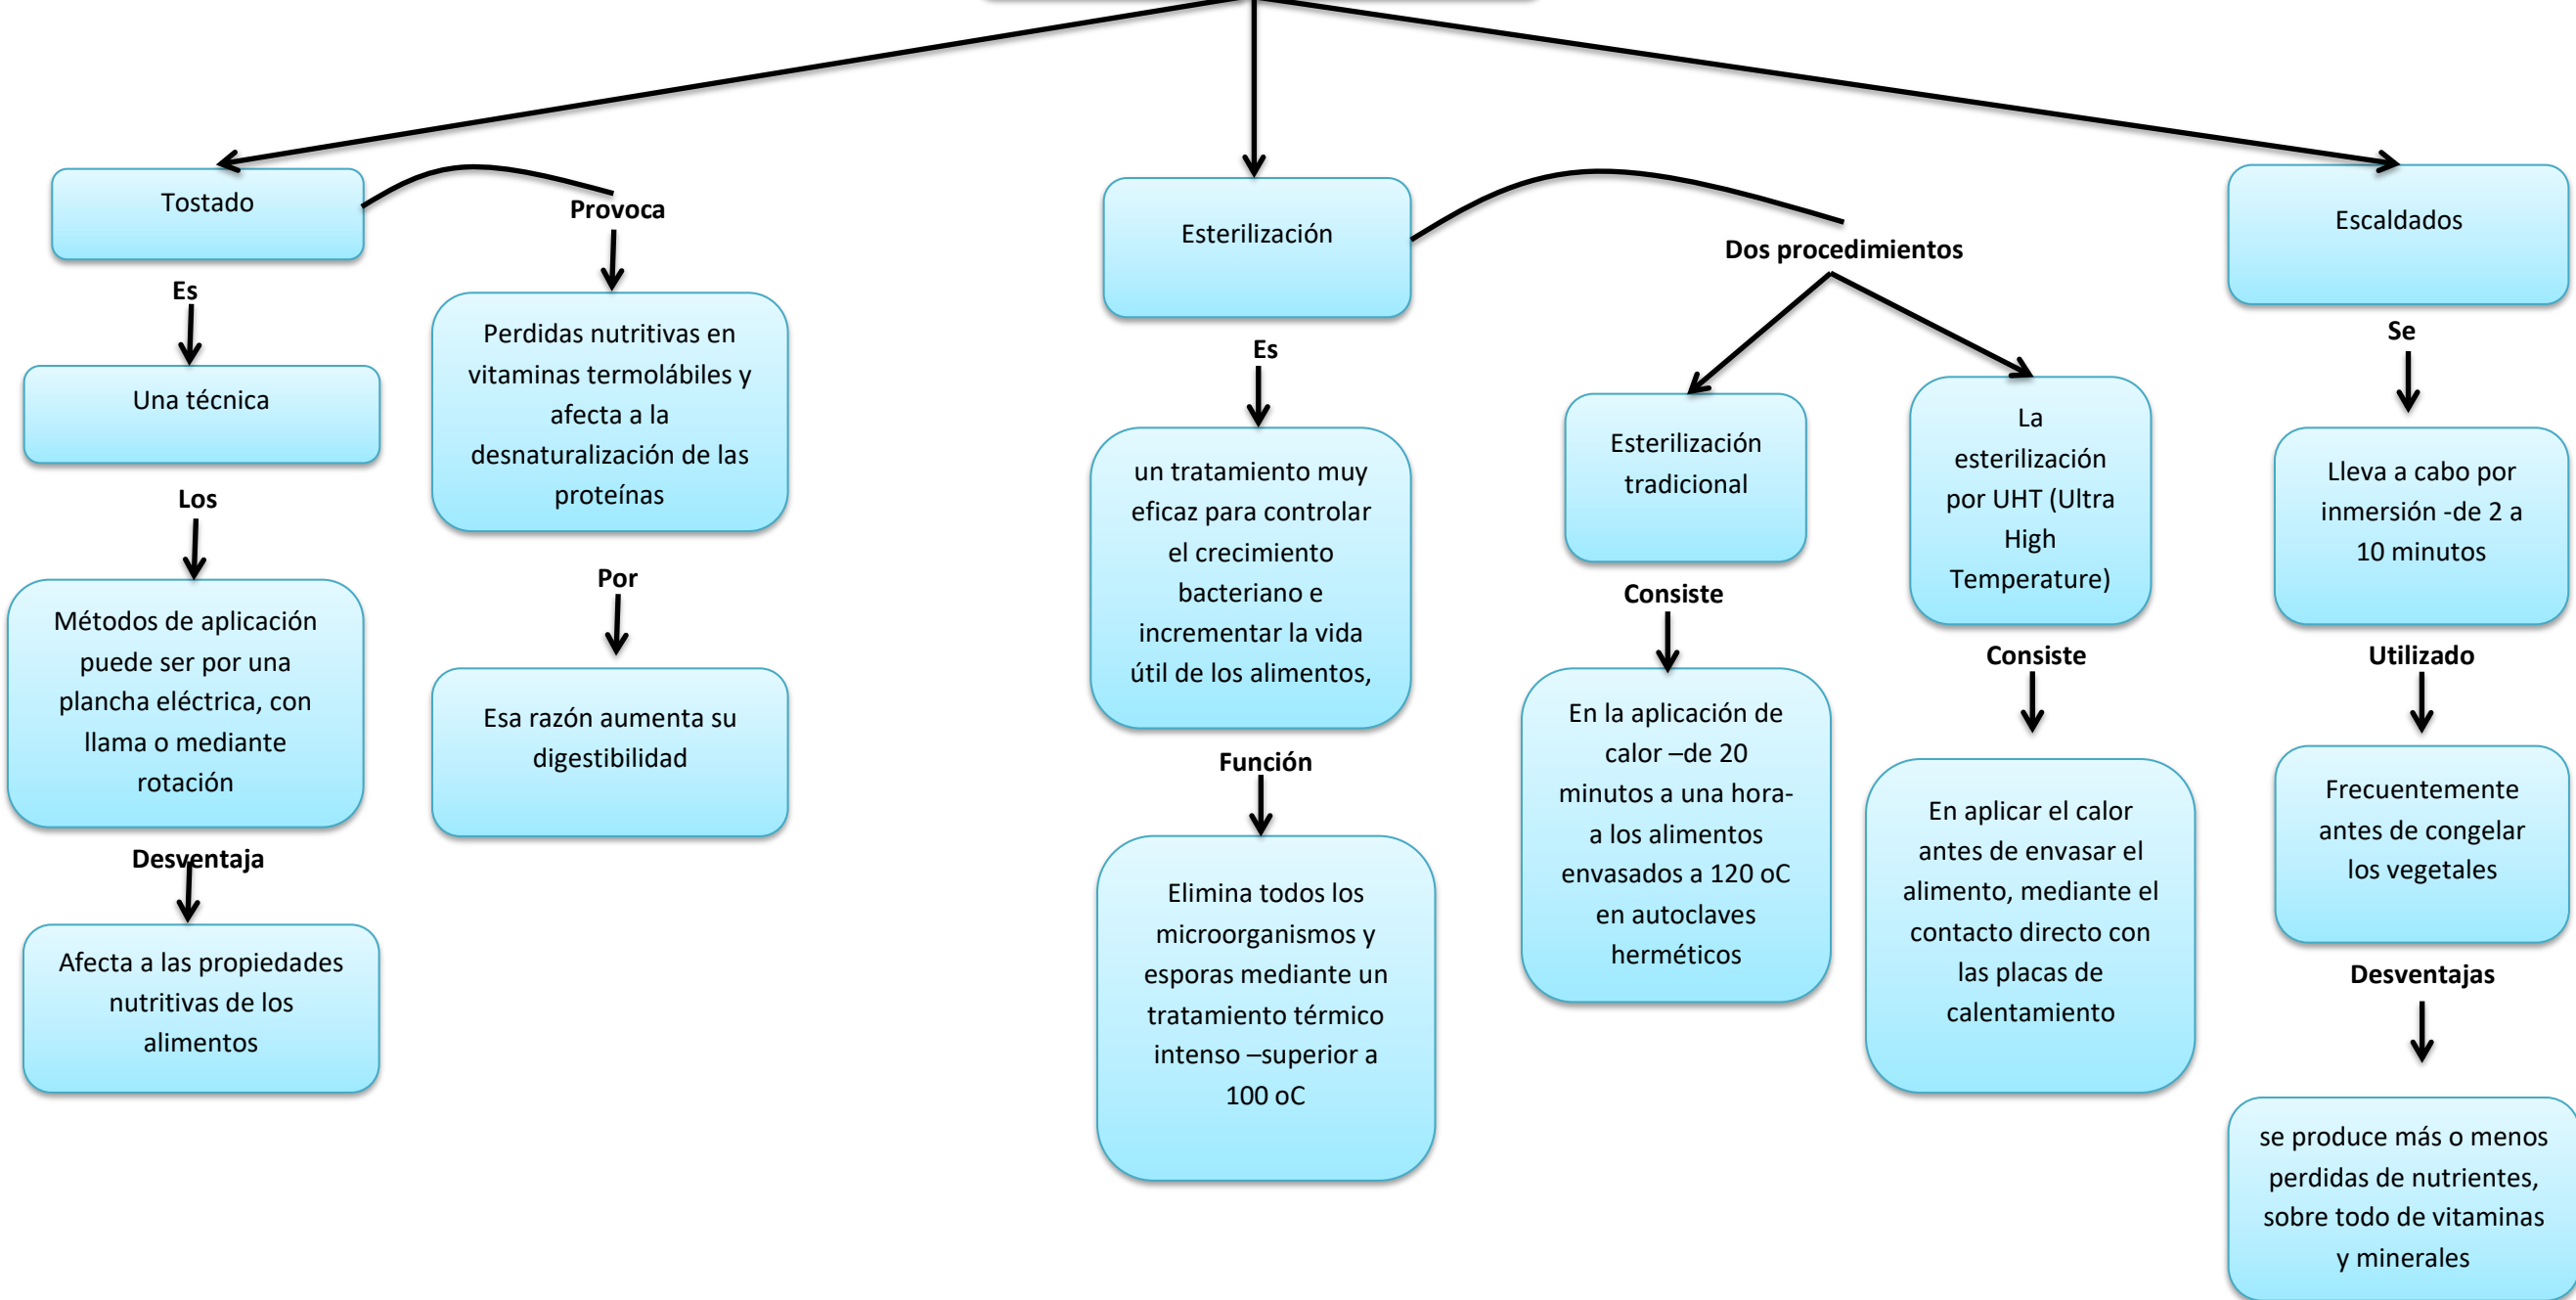 Tostado
Provoca
Es
Una técnica
Perdidas nutritivas en
vitaminas termolábiles y
afecta a la
desnaturalización de las
proteínas
Los
Métodos de aplicación
puede ser por una
plancha eléctrica, con
llama o mediante
rotación
Por
Esa razón aumenta su
digestibilidad
Desventaja
Afecta a las propiedades
nutritivas de los
alimentos
Esterilización
Dos procedimientos
Es
un tratamiento muy
eficaz para controlar
el crecimiento
bacteriano e
incrementar la vida
útil de los alimentos,
Función
Elimina todos los
microorganismos y
esporas mediante un
tratamiento térmico
intenso –superior a
100 oC
Esterilización
tradicional
Consiste
En la aplicación de
calor –de 20
minutos a una hora-
a los alimentos
envasados a 120 oC
en autoclaves
herméticos
La
esterilización
por UHT (Ultra
High
Temperature)
Consiste
En aplicar el calor
antes de envasar el
alimento, mediante el
contacto directo con
las placas de
calentamiento
Escaldados
Se
Lleva a cabo por
inmersión -de 2 a
10 minutos
Utilizado
Frecuentemente
antes de congelar
los vegetales
Desventajas
se produce más o menos
perdidas de nutrientes,
sobre todo de vitaminas
y minerales